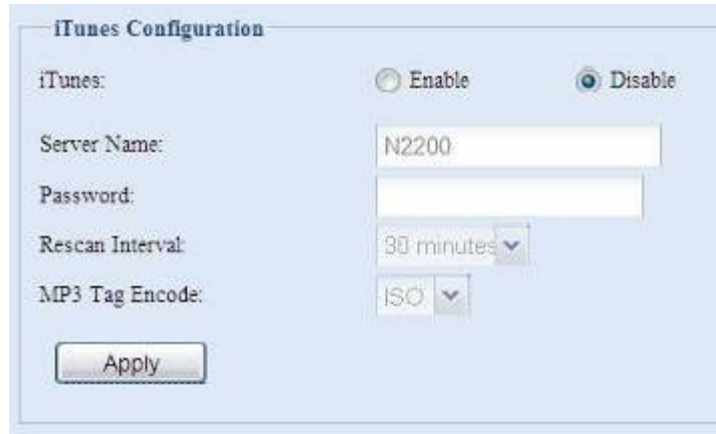 iTunes Configuration
iTunes: Enable Disable
Server Name: N2200
Password:
Rescan Interval: 30 minutes
MP3 Tag Encode: ISO
Apply